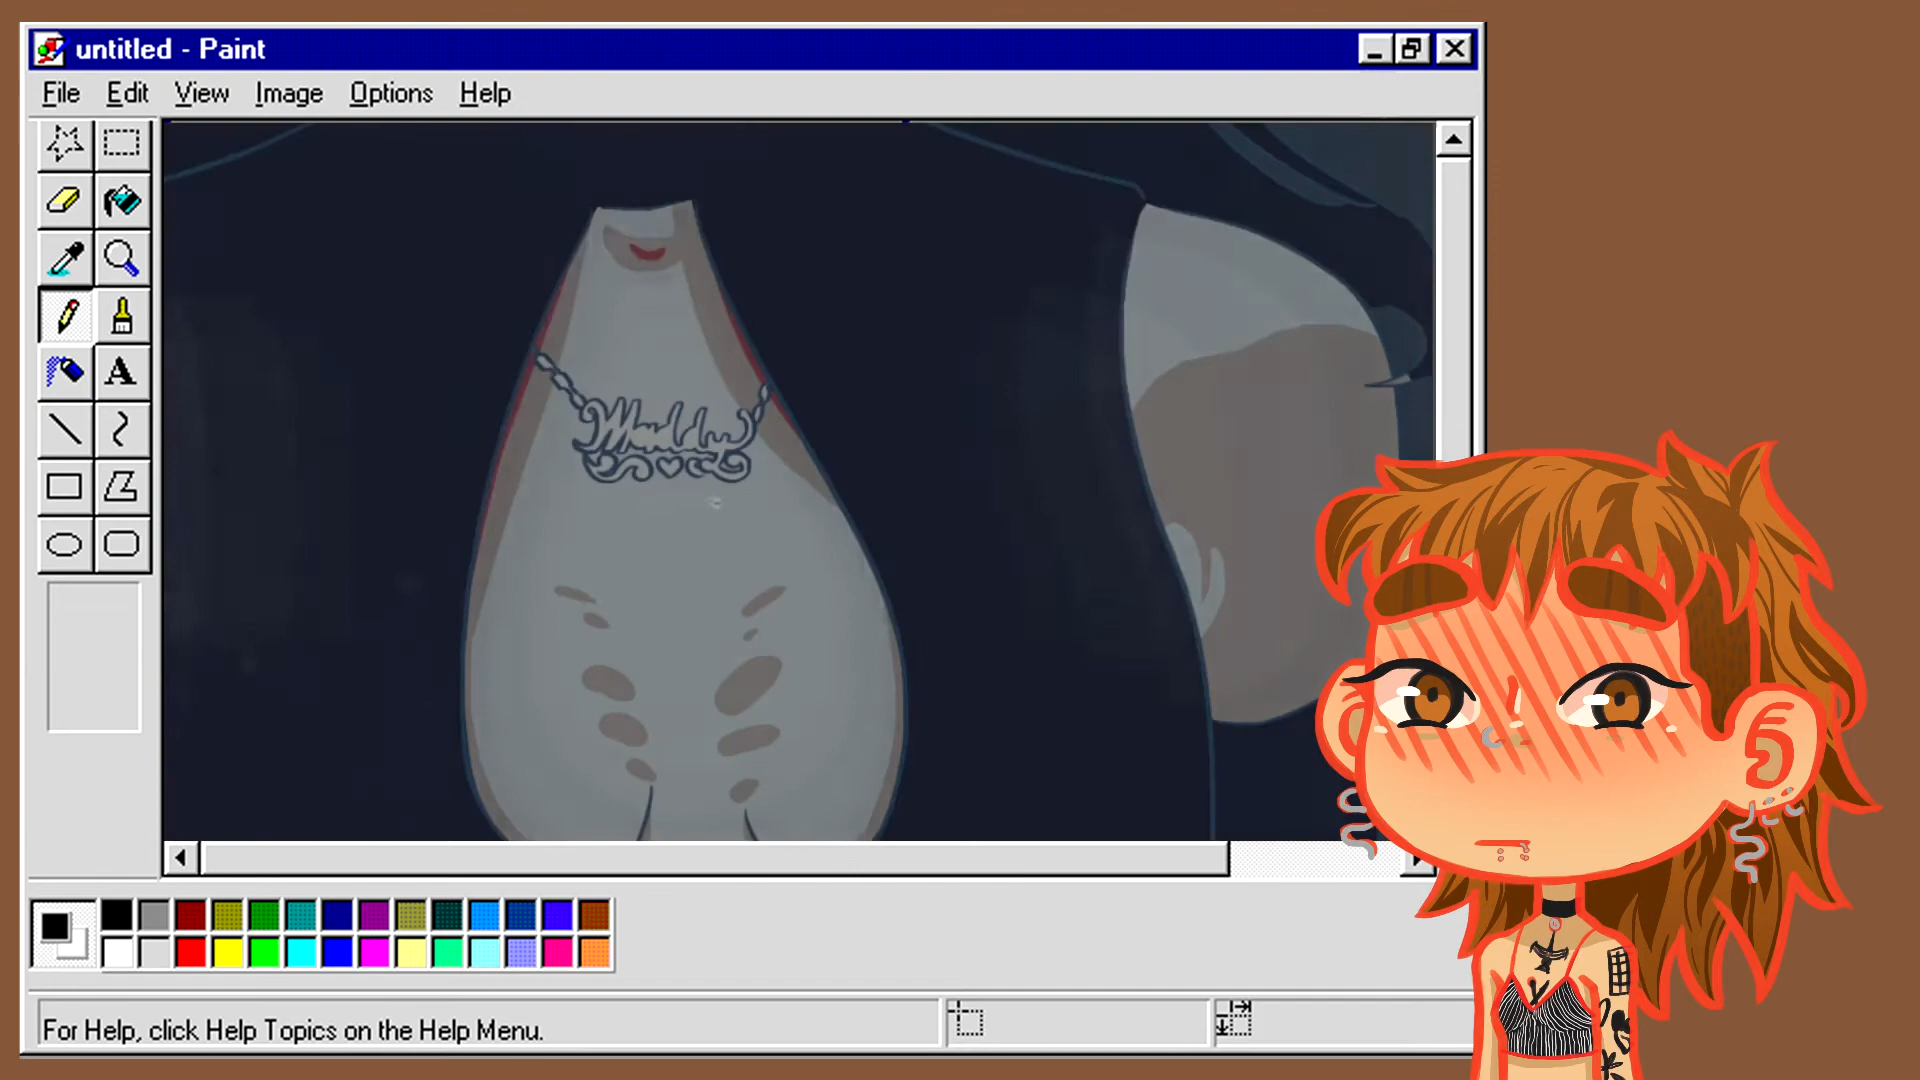 untitled - Paint
File Edit View Image Options Help
A
For Help, click Help Topics on the Help Menu.